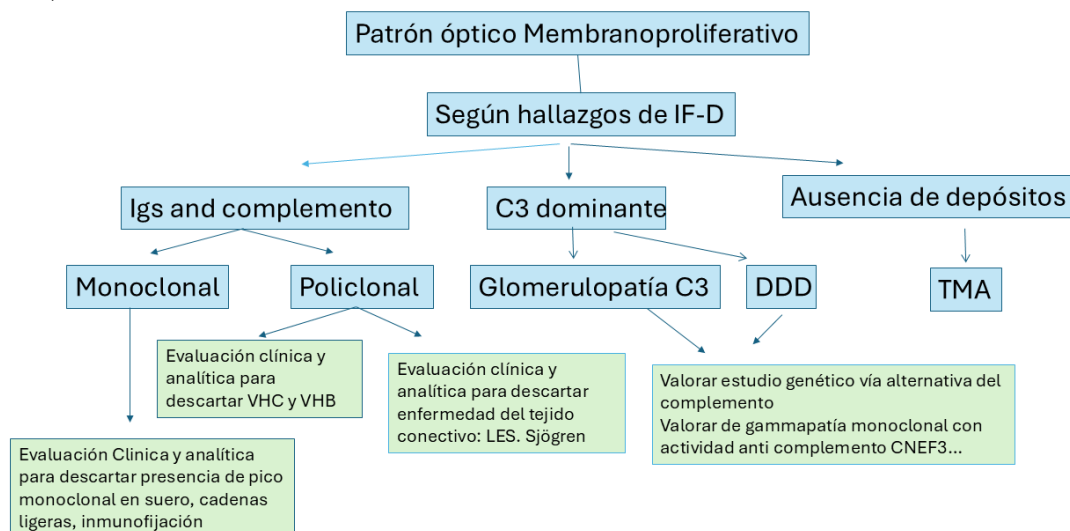 Patrón óptico Membranoproliferativo
Según hallazgos de IF-D
Igs and complemento
C3 dominante
Ausencia de depósitos
Monoclonal
Policlonal
Glomerulopatía C3
DDD
TMA
Evaluación clínica y
analítica para
descartar VHC y VHB
Evaluación clínica y
analítica para descartar
enfermedad del tejido
conectivo: LES. Sjögren
Valorar estudio genético vía alternativa del
complemento
Valorar de gammapatía monoclonal con
actividad anti complemento CNEF3...
Evaluación Clinica y analítica
para descartar presencia de pico
monoclonal en suero, cadenas
ligeras, inmunofijación